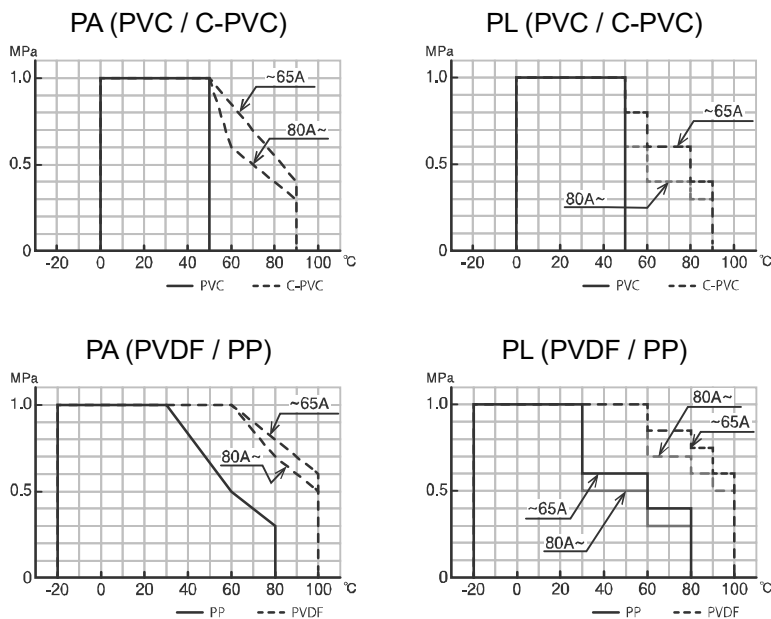 PA (PVC / C-PVC)
MPa
1.0
0.5
0
-20 0 20 40 60 80 100 ℃
~65A
80A~
PVC C-PVC
PL (PVC / C-PVC)
MPa
1.0
0.5
0
-20 0 20 40 60 80 100 ℃
~65A
80A~
PVC C-PVC
PA (PVDF / PP)
MPa
1.0
0.5
0
-20 0 20 40 60 80 100 ℃
~65A
80A~
PP PVDF
PL (PVDF / PP)
MPa
1.0
0.5
0
-20 0 20 40 60 80 100 ℃
80A~
~65A
~65A
80A~
PP PVDF